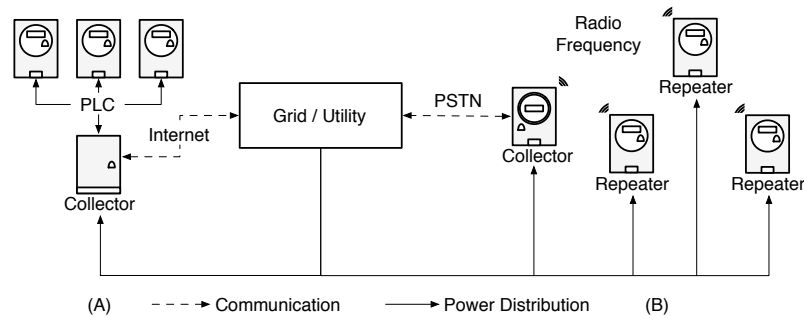 Radio
Frequency
PLC
Internet
Grid / Utility
PSTN
Repeater
Collector
Collector
Repeater
Repeater
(A)
Communication
Power Distribution
(B)